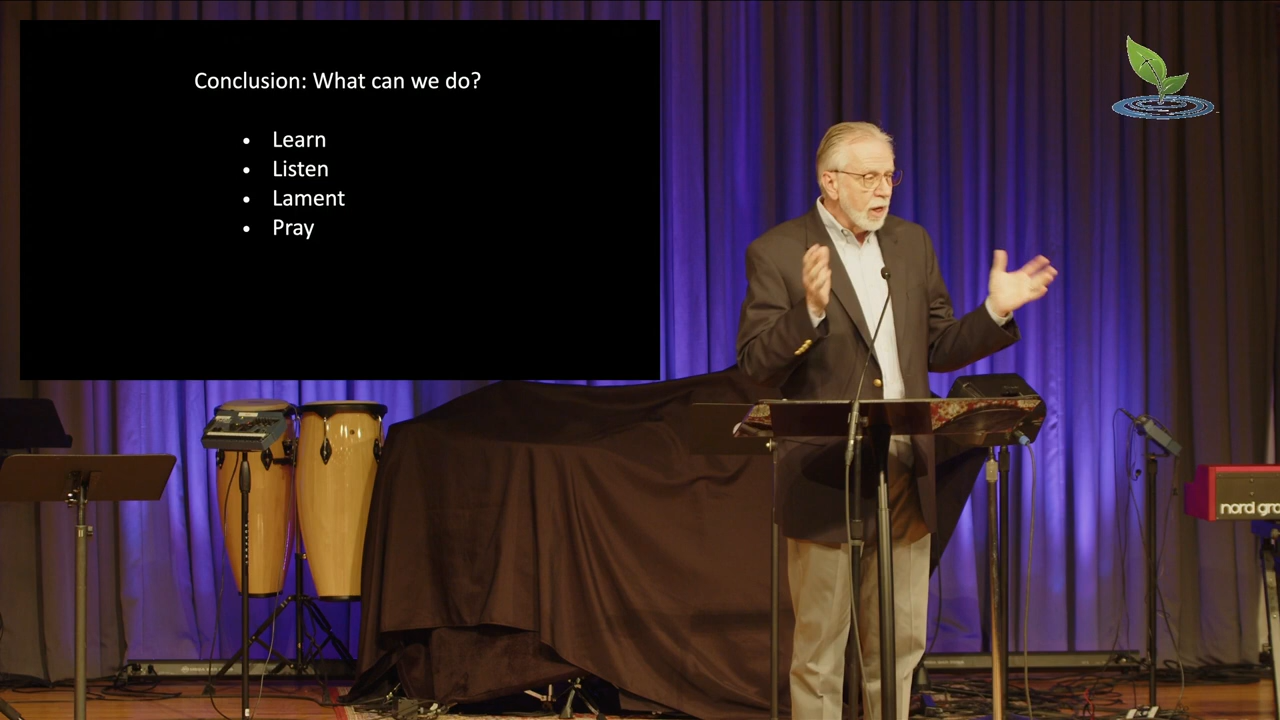 Conclusion: What can we do?
• Learn
• Listen
• Lament
• Pray
nord gra